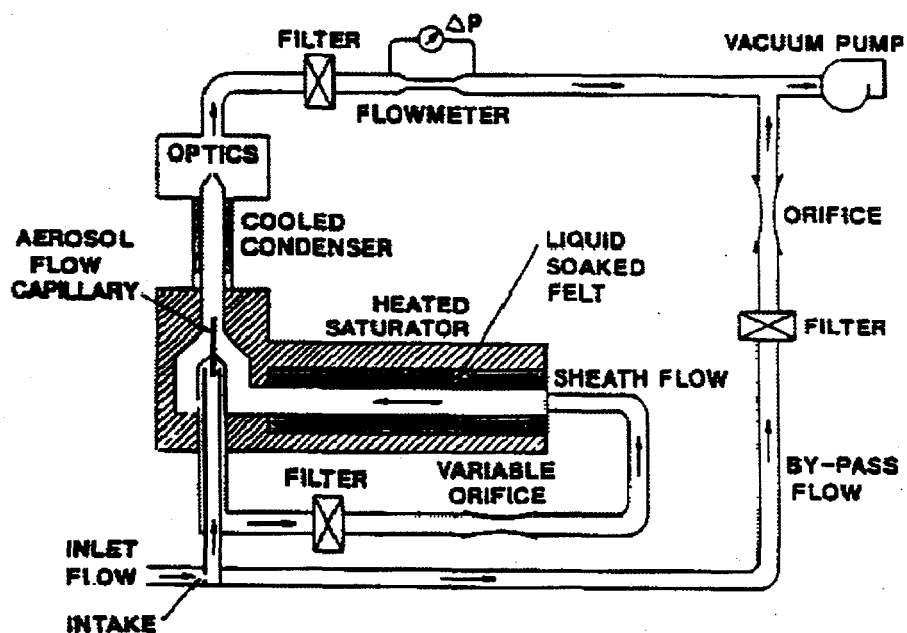 ΔP
FILTER
VACUUM PUMP
FLOWMETER
OPTICS
ORIFICE
COOLED
CONDENSER
AEROSOL
FLOW
CAPILLARY
LIQUID
SOAKED
FELT
HEATED
SATURATOR
FILTER
SHEATH FLOW
VARIABLE
ORIFICE
FILTER
BY-PASS
FLOW
INLET
FLOW
INTAKE